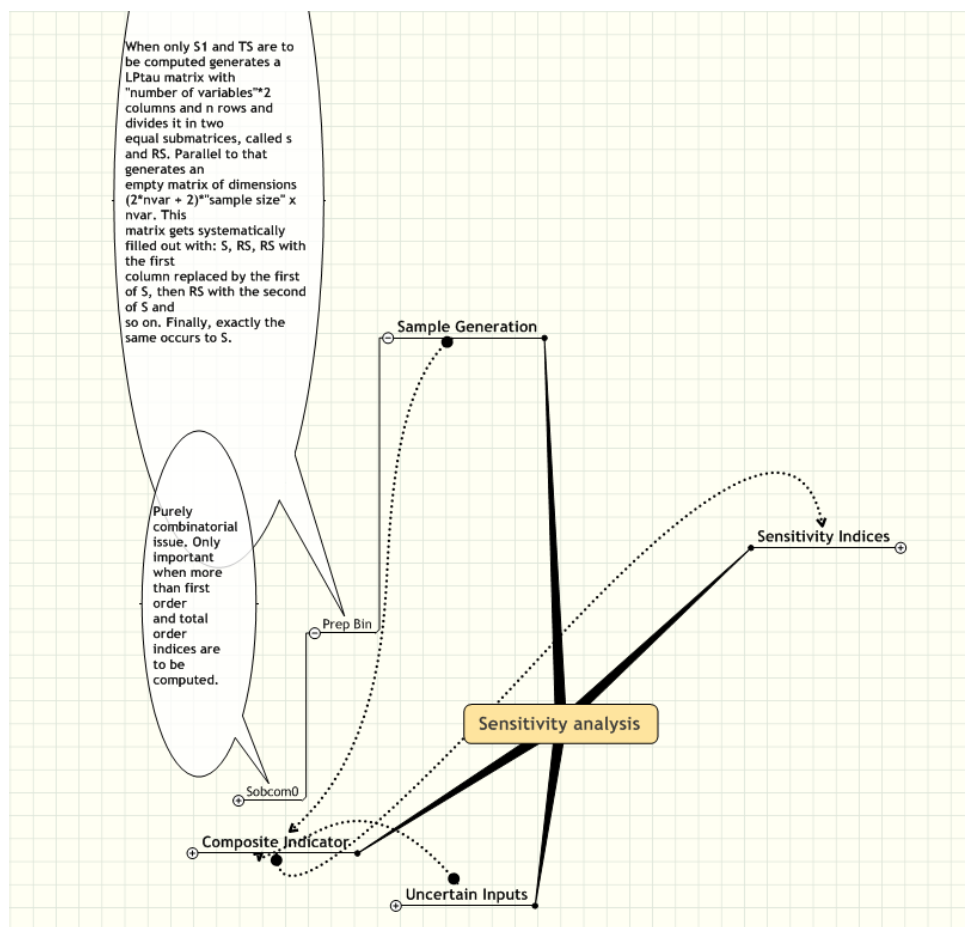 When only S1 and TS are to
be computed generates a
LPtau matrix with
"number of variables"*2
columns and n rows and
divides it in two
equal submatrices, called s
and RS. Parallel to that
generates an
empty matrix of dimensions
(2*nvar + 2)*"sample size" x
nvar. This
matrix gets systematically
filled out with: S, RS, RS with
the first
column replaced by the first
of S, then RS with the second
of S and
so on. Finally, exactly the
same occurs to S.
Sample Generation
Purely
combinatorial
issue. Only
important
when more
than first
order
and total
order
indices are
to be
computed.
Sensitivity Indices
Prep Bin
Sensitivity analysis
Sobcom0
Composite Indicator
Uncertain Inputs